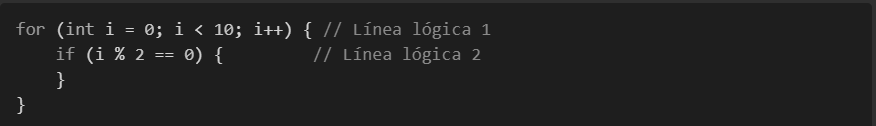 for (int i = 0; i < 10; i++) { // Línea lógica 1
    if (i % 2 == 0) {         // Línea lógica 2
    }
}